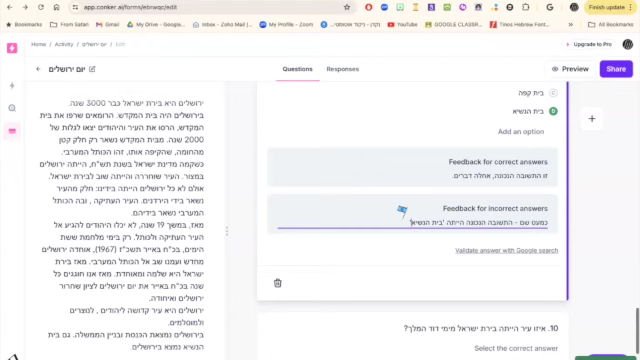 app.conker.ai/forms/ebnwqp/edit
Finish update
Bookmarks
From Safari
Gmail
My Drive – Google...
Inbox - Zoho Mail (...
My Profile - Zoom
YouTube
GOOGLE CLASSR...
Tinos Hebrew Font...
All Bookmarks
Home / Activity / יום ירושלים / Edit
Upgrade to Pro
יום ירושלים
Questions
Responses
Preview
Share
ירושלים היא בירת ישראל כבר 3000 שנה.
בירושלים היה בית המקדש. הרומאים שרפו את בית
המקדש, הרסו את העיר והיהודים יצאו לגלות של
2000 שנה. מבית המקדש נשאר רק חלק קטן
מהחומה, שהקיפה אותו, זהו הכותל המערבי.
כשקמה מדינת ישראל בשנת תש"ח, הייתה ירושלים
במצור. העיר שוחררה והייתה שוב לבירת ישראל.
אולם לא כל ירושלים הייתה בידינו: חלק מהעיר
נשאר בידי הירדנים. העיר העתיקה, ובה הכותל
המערבי נשאר בידיהם.
מאז, במשך 19 שנה, לא יכלו היהודים להגיע אל
העיר העתיקה ולכותל. רק בימי מלחמת ששת
הימים, בכ"ח באייר תשכ"ז (1967), אוחדה ירושלים
מחדש ועמנו שב אל הכותל המערבי. מאז בירת
ישראל היא שלמה ומאוחדת. מאז אנו חוגגים כל
שנה בכ"ח באייר את יום ירושלים לציון שחרור
ירושלים ואיחודה.
ירושלים היא עיר קדושה ליהודים, לנוצרים
ולמוסלמים.
בירושלים נמצאת הכנסת ובניין הממשלה. גם בית
הנשיא נמצא בירושלים.
בית קפה
C
בית הנשיא
D
Add an option
Feedback for correct answers
זו התשובה הנכונה, אחלה דברים.
Feedback for incorrect answers
כמעט שם - התשובה הנכונה הייתה 'בית הנשיא'
Validate answer with Google search
10. איזו עיר הייתה בירת ישראל מימי דוד המלך?
Select the correct answer